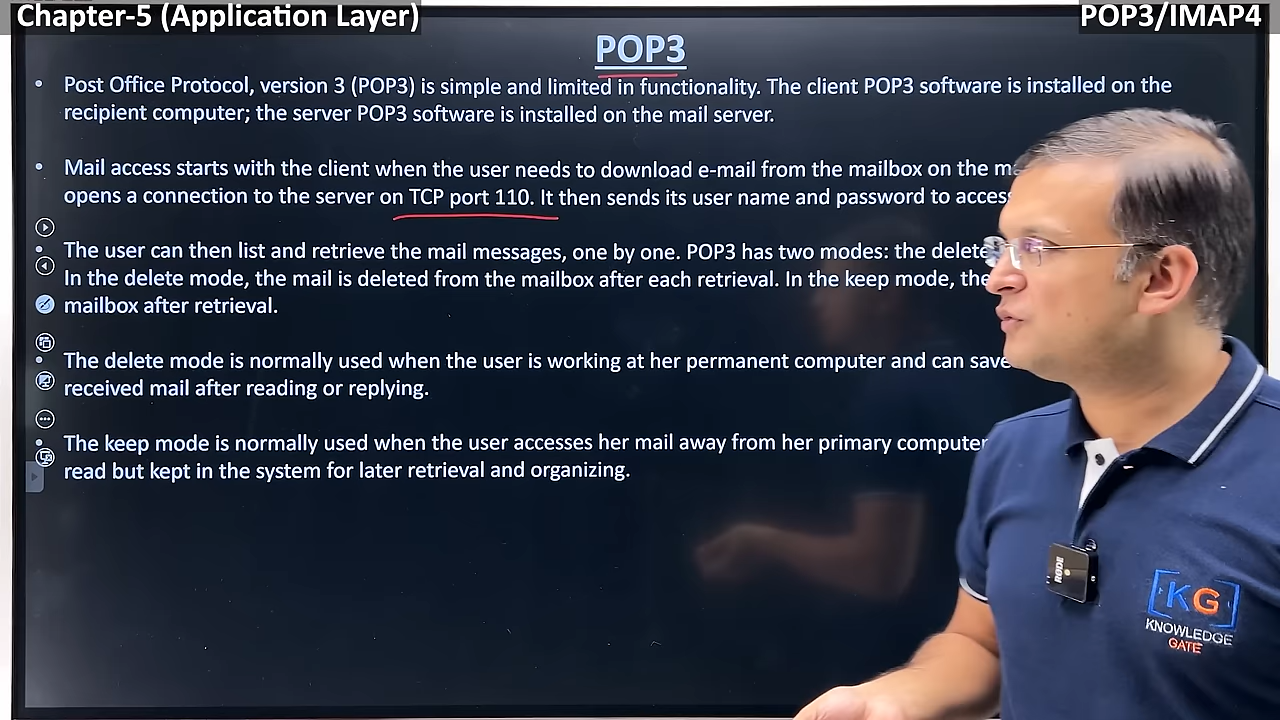 Chapter-5 (Application Layer)
POP3/IMAP4
POP3
• Post Office Protocol, version 3 (POP3) is simple and limited in functionality. The client POP3 software is installed on the
recipient computer; the server POP3 software is installed on the mail server.
• Mail access starts with the client when the user needs to download e-mail from the mailbox on the
opens a connection to the server on TCP port 110. It then sends its user name and password to access
• The user can then list and retrieve the mail messages, one by one. POP3 has two modes: the delete
In the delete mode, the mail is deleted from the mailbox after each retrieval. In the keep mode, the
mailbox after retrieval.
• The delete mode is normally used when the user is working at her permanent computer and can save
received mail after reading or replying.
• The keep mode is normally used when the user accesses her mail away from her primary computer
read but kept in the system for later retrieval and organizing.
RODE
KG
KNOWLEDGE
GATE